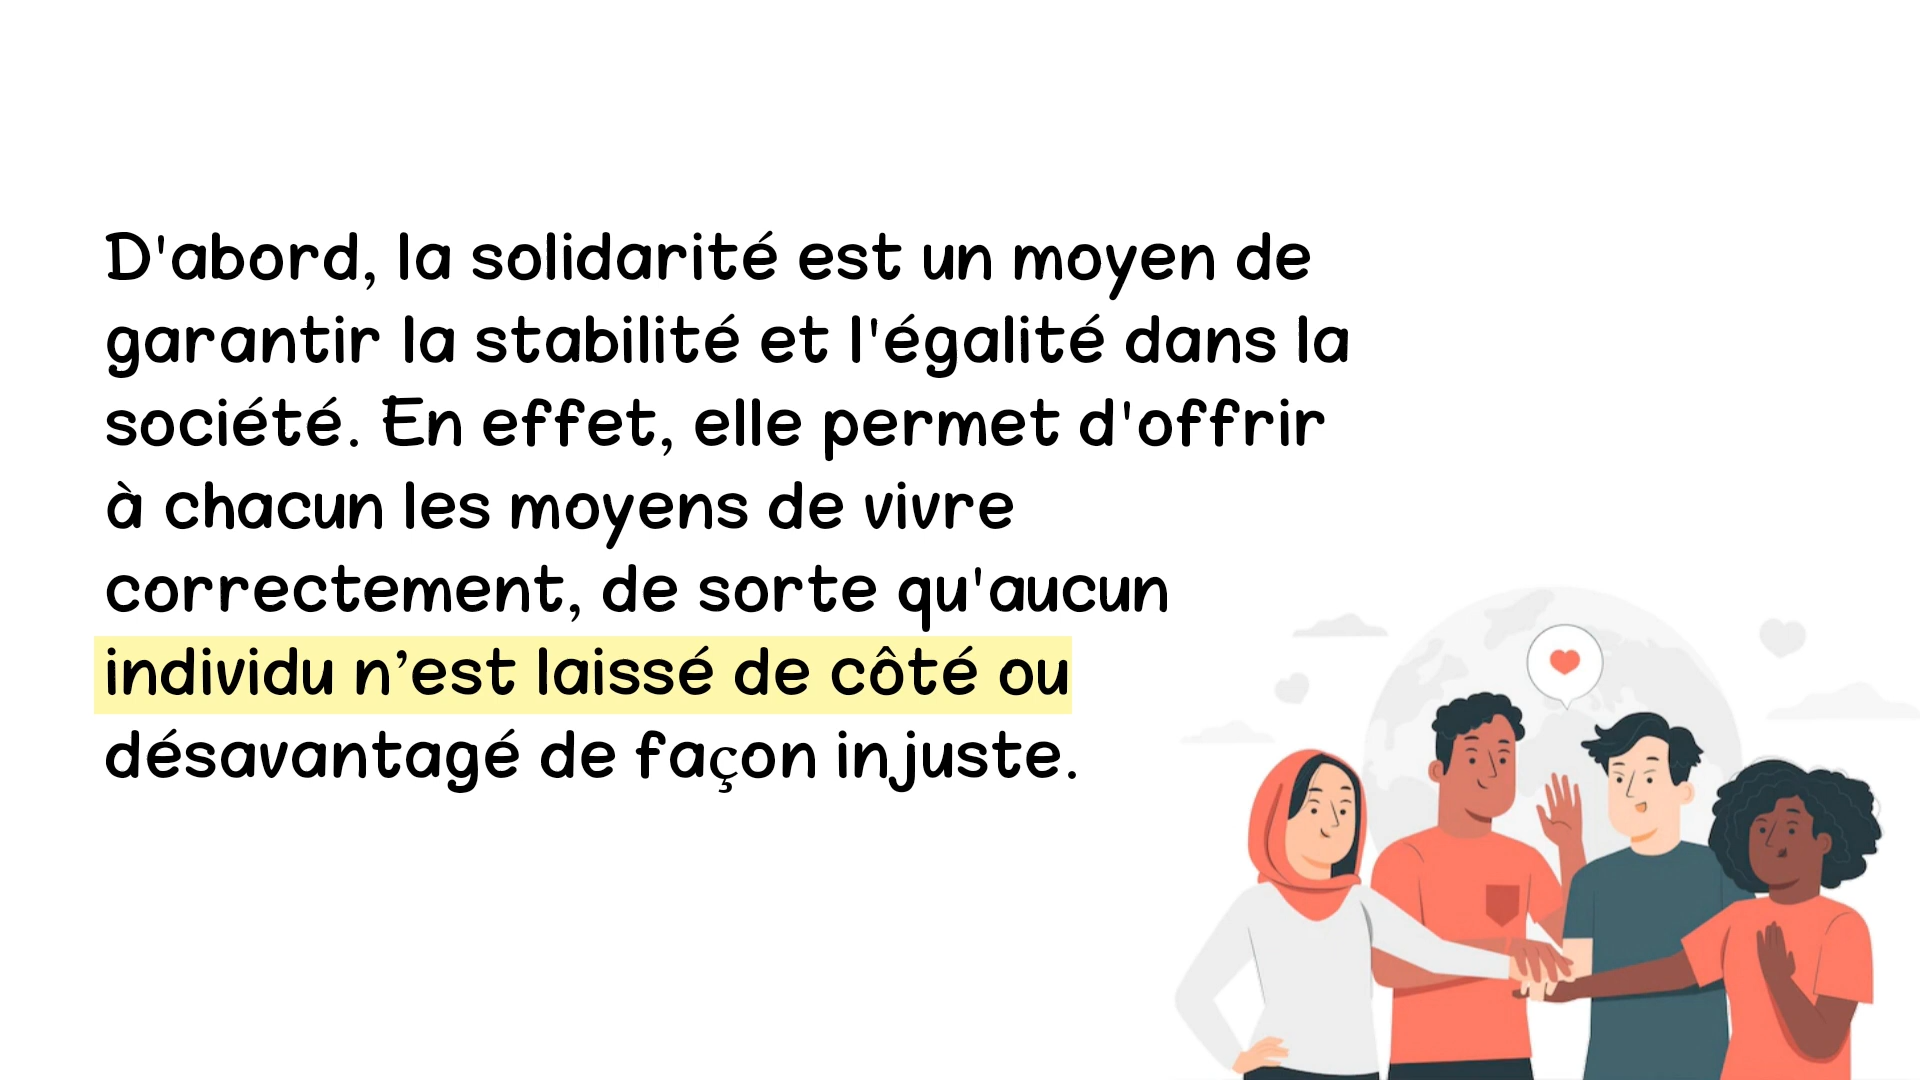 D'abord, la solidarité est un moyen de
garantir la stabilité et l'égalité dans la
société. En effet, elle permet d'offrir
à chacun les moyens de vivre
correctement, de sorte qu'aucun
individu n’est laissé de côté ou
désavantagé de façon injuste.